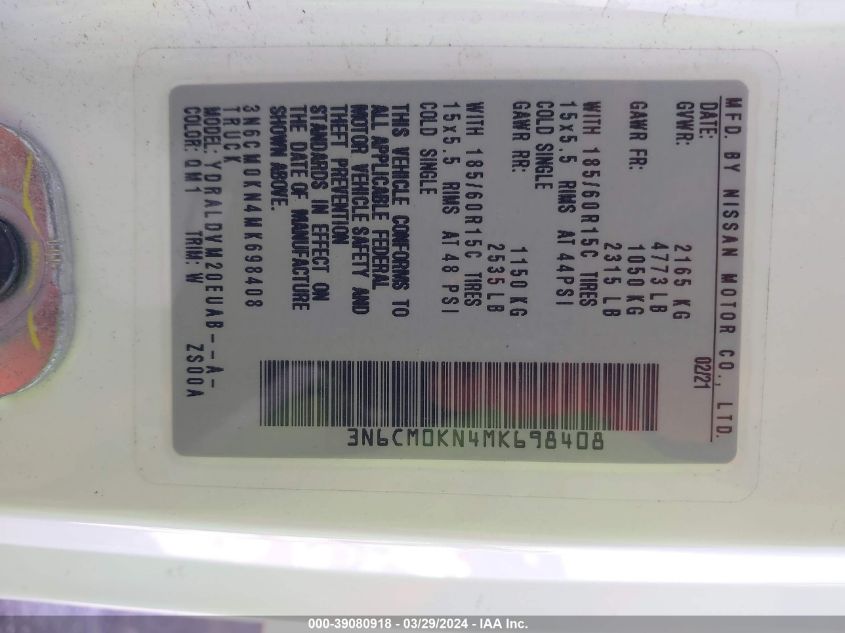 MFD. BY NISSAN MOTOR CO., LTD.
DATE: 02/21
GVWR: 2165 KG
4773 LB
GAWR FR: 1050 KG
2315 LB
WITH 185/60R15C TIRES
15x5.5 RIMS AT 44PSI
COLD SINGLE
GAWR RR: 1150 KG
2535 LB
WITH 185/60R15C TIRES
15x5.5 RIMS AT 48 PSI
COLD SINGLE
THIS VEHICLE CONFORMS TO
ALL APPLICABLE FEDERAL
MOTOR VEHICLE SAFETY AND
THEFT PREVENTION
STANDARDS IN EFFECT ON
THE DATE OF MANUFACTURE
SHOWN ABOVE.
3N6CM0KN4MK698408
TRUCK
MODEL: YDRALDYM20EUAB--A-
COLOR: QM1 TRIM: W ZS00A
3N6CM0KN4MK698408
000-39080918 - 03/29/2024 - IAA Inc.